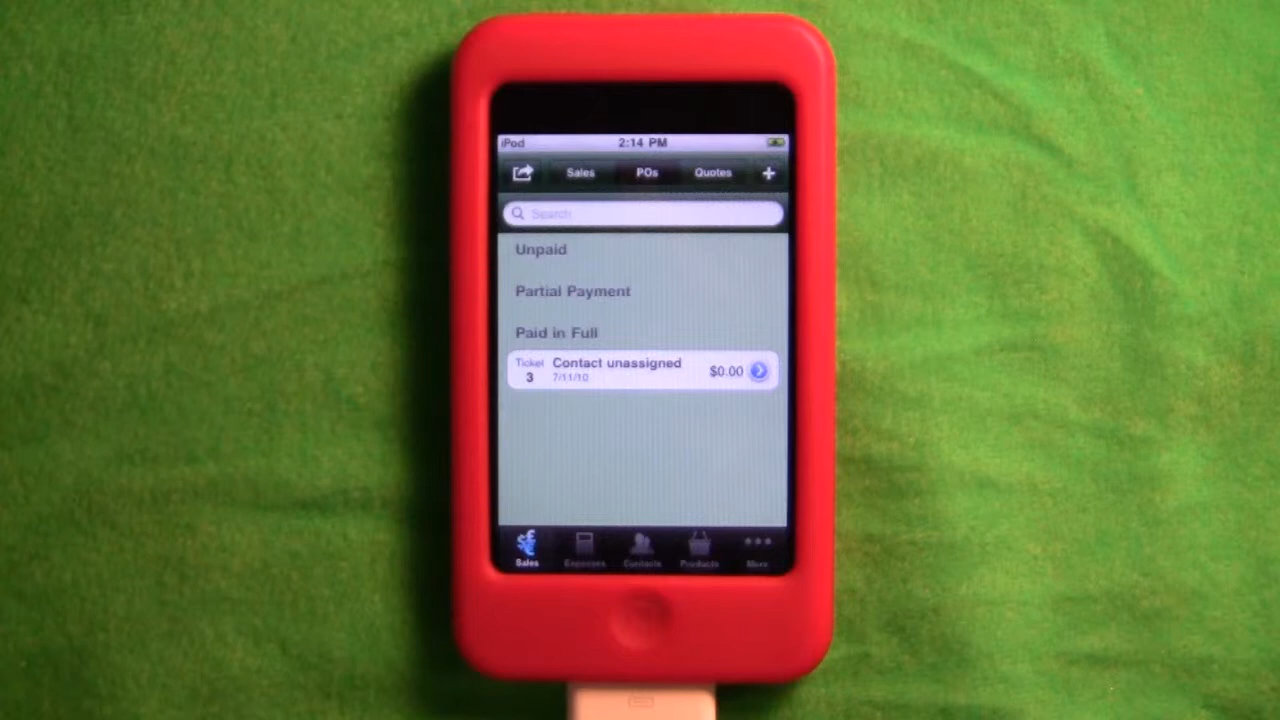 iPod 2:14 PM
Sales POs Quotes +
Search
Unpaid
Partial Payment
Paid in Full
Ticket Contact unassigned $0.00
3 7/11/10
Sales Expenses Contacts Products More